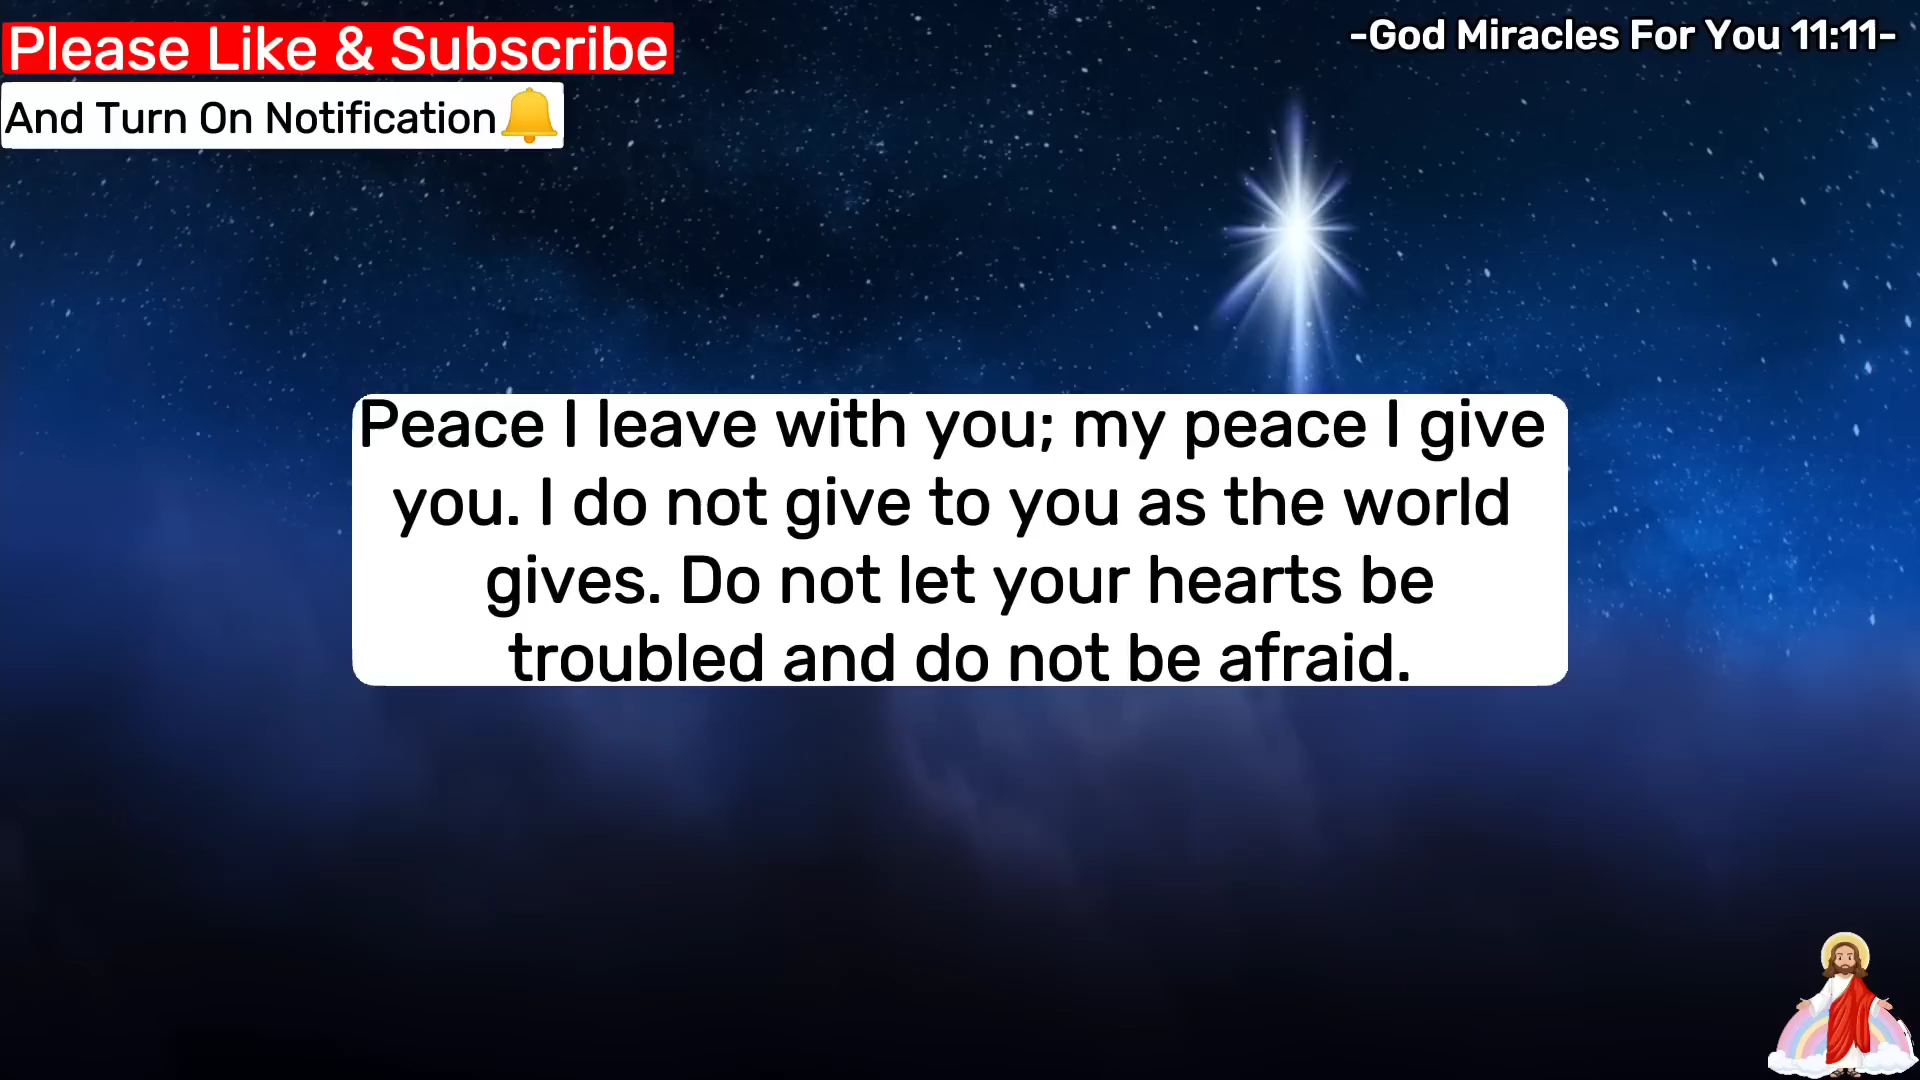 Please Like & Subscribe
And Turn On Notification
-God Miracles For You 11:11-
Peace I leave with you; my peace I give
you. I do not give to you as the world
gives. Do not let your hearts be
troubled and do not be afraid.